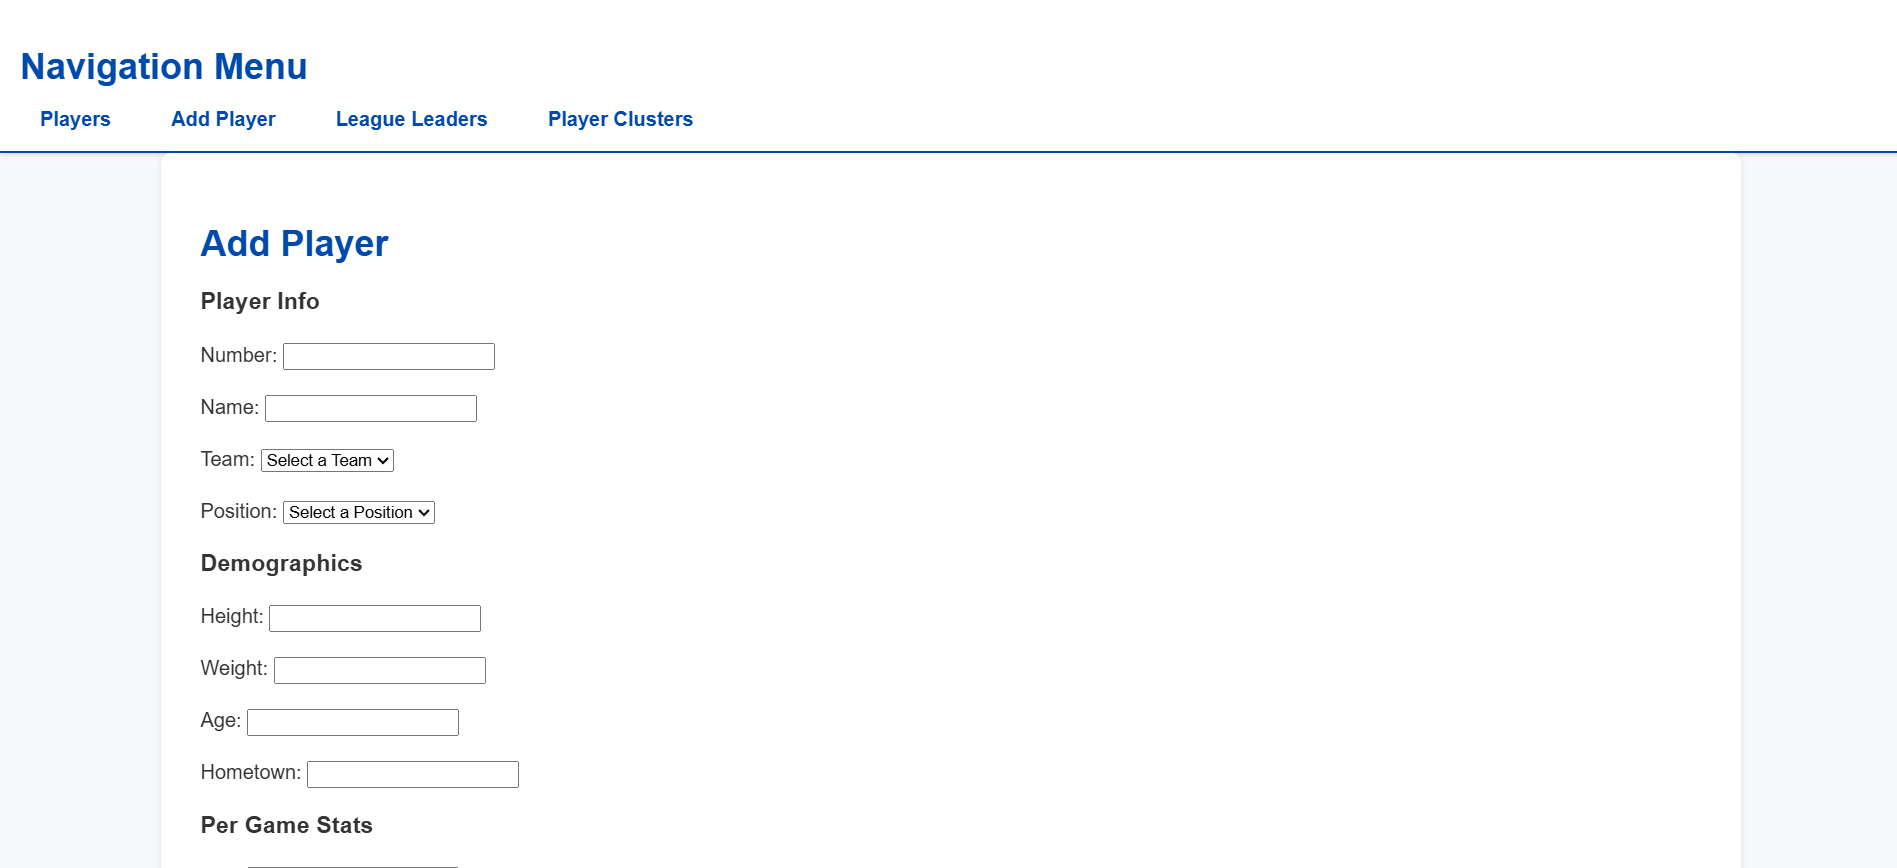 Navigation Menu
Players Add Player League Leaders Player Clusters
Add Player
Player Info
Number:
Name:
Team: Select a Team
Position: Select a Position
Demographics
Height:
Weight:
Age:
Hometown:
Per Game Stats